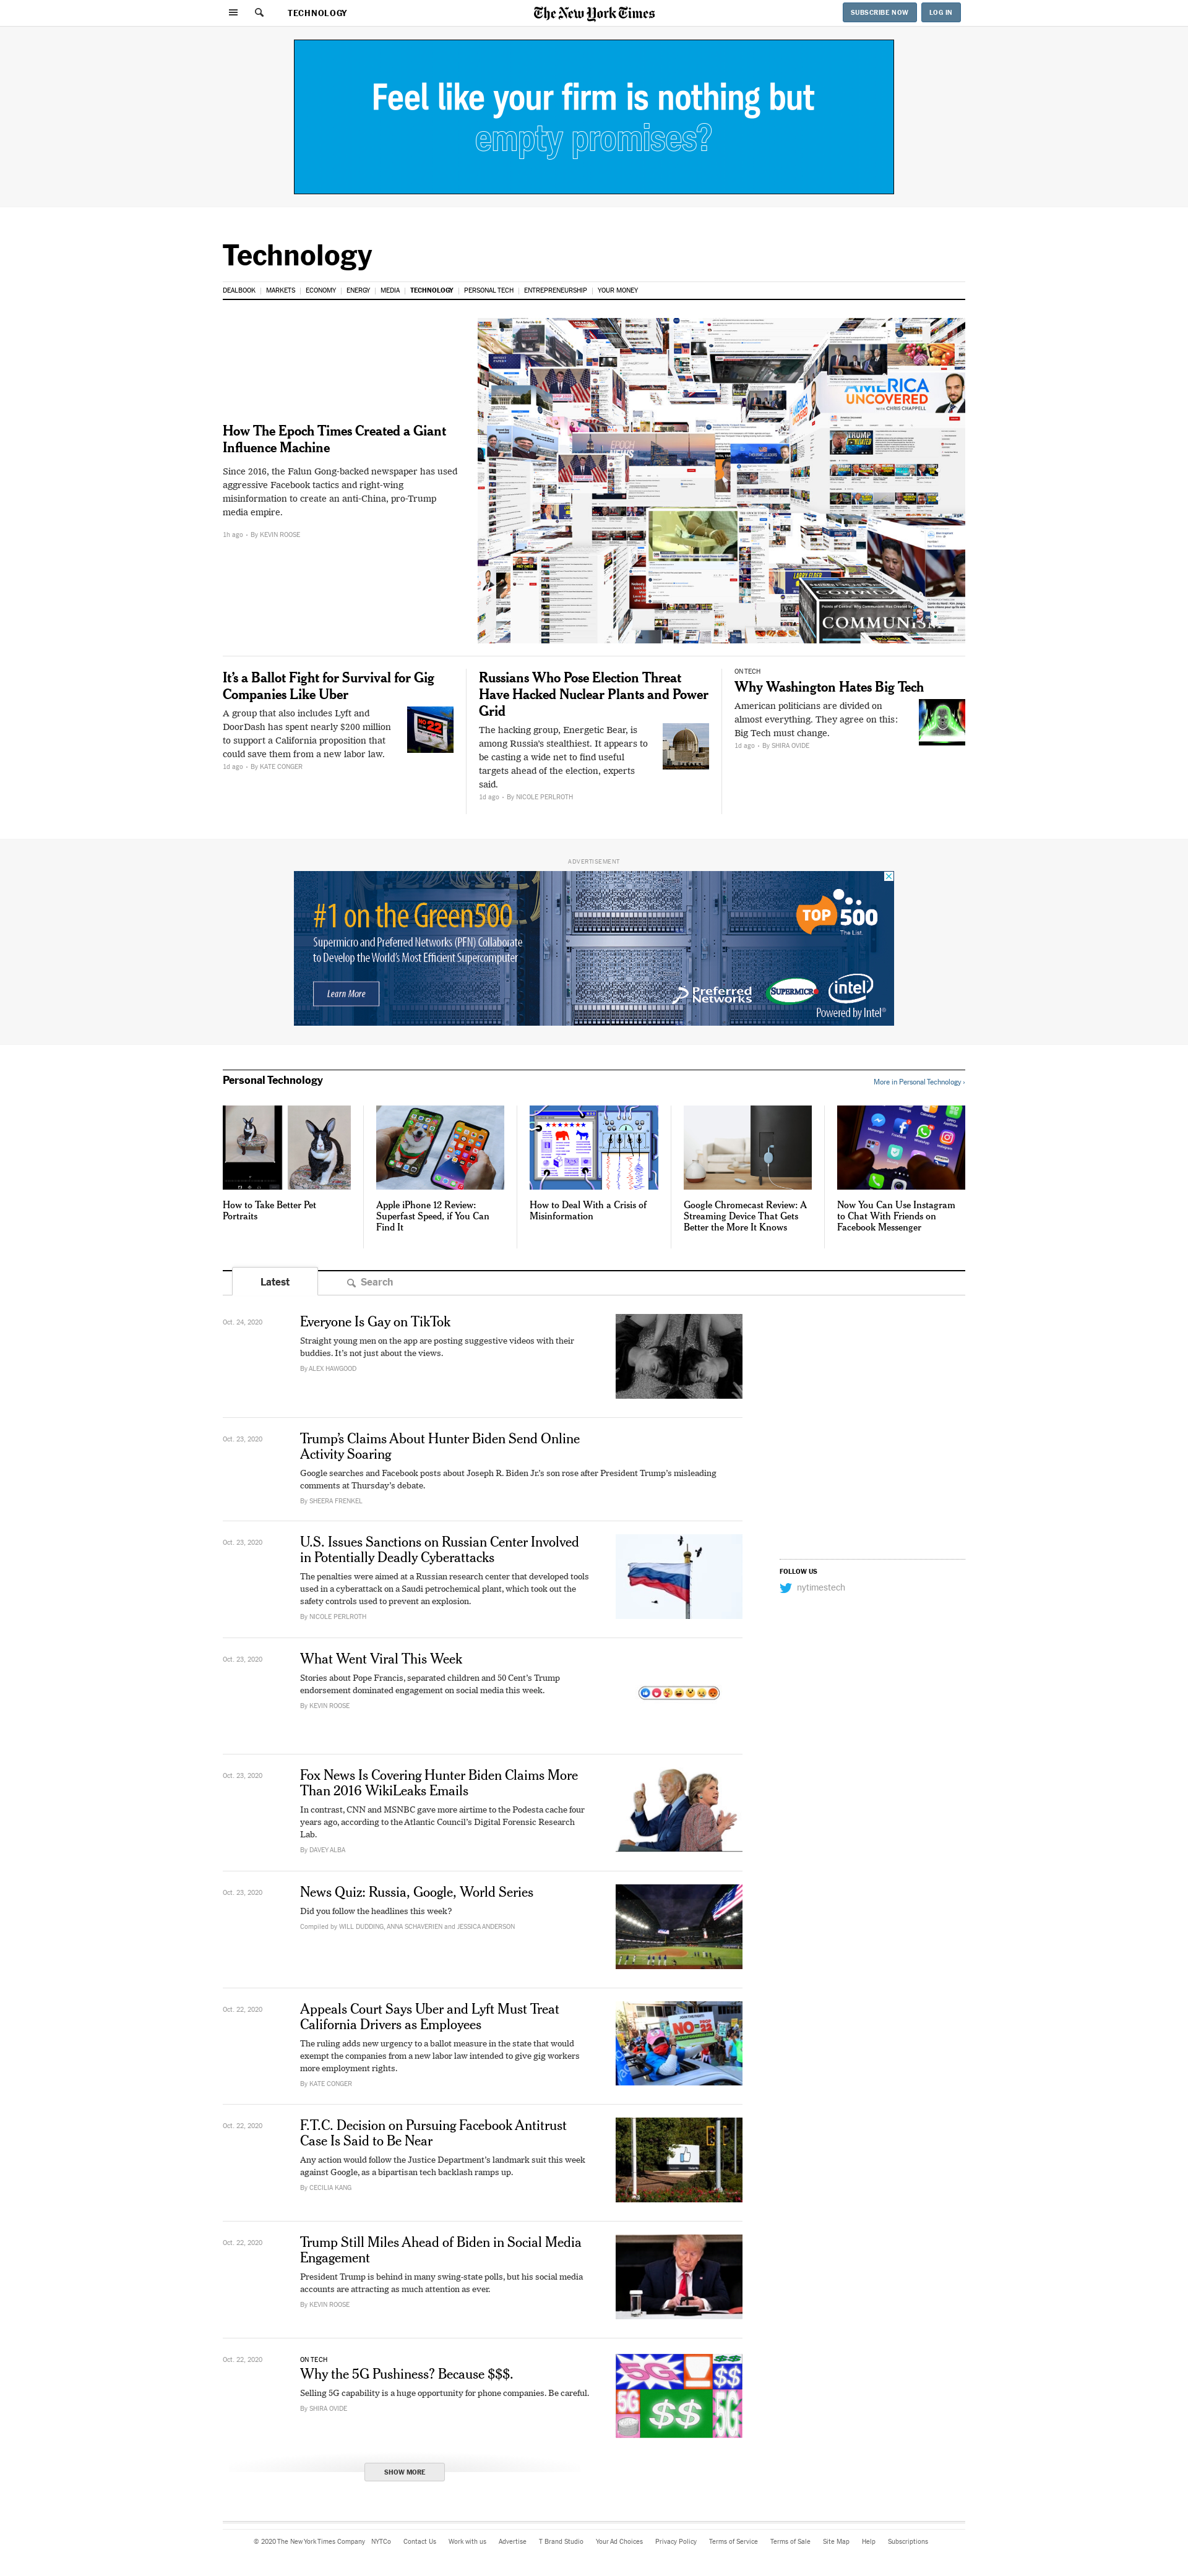 TECHNOLOGY
The New York Times
SUBSCRIBE NOW
LOG IN
Feel like your firm is nothing but
empty promises?
Technology
DEALBOOK | MARKETS | ECONOMY | ENERGY | MEDIA | TECHNOLOGY | PERSONAL TECH | ENTREPRENEURSHIP | YOUR MONEY
How The Epoch Times Created a Giant
Influence Machine
Since 2016, the Falun Gong-backed newspaper has used
aggressive Facebook tactics and right-wing
misinformation to create an anti-China, pro-Trump
media empire.
1h ago • By KEVIN ROOSE
AMERICA
UNCOVERED
WITH CHRIS CHAPPELL
EPOCH
NEWS
COMMUNISM
It's a Ballot Fight for Survival for Gig
Companies Like Uber
A group that also includes Lyft and
DoorDash has spent nearly $200 million
to support a California proposition that
could save them from a new labor law.
1d ago • By KATE CONGER
Russians Who Pose Election Threat
Have Hacked Nuclear Plants and Power
Grid
The hacking group, Energetic Bear, is
among Russia's stealthiest. It appears to
be casting a wide net to find useful
targets ahead of the election, experts
said.
1d ago • By NICOLE PERLROTH
ON TECH
Why Washington Hates Big Tech
American politicians are divided on
almost everything. They agree on this:
Big Tech must change.
1d ago • By SHIRA OVIDE
ADVERTISEMENT
#1 on the Green500
Supermicro and Preferred Networks (PFN) Collaborate
to Develop the World's Most Efficient Supercomputer
Learn More
TOP 500
The List.
Preferred
Networks
SUPERMICRO
intel
Powered by Intel®
Personal Technology
More in Personal Technology ›
How to Take Better Pet
Portraits
Apple iPhone 12 Review:
Superfast Speed, if You Can
Find It
How to Deal With a Crisis of
Misinformation
Google Chromecast Review: A
Streaming Device That Gets
Better the More It Knows
Now You Can Use Instagram
to Chat With Friends on
Facebook Messenger
Latest
Search
Oct. 24, 2020
Everyone Is Gay on TikTok
Straight young men on the app are posting suggestive videos with their
buddies. It's not just about the views.
By ALEX HAWGOOD
Oct. 23, 2020
Trump's Claims About Hunter Biden Send Online
Activity Soaring
Google searches and Facebook posts about Joseph R. Biden Jr.'s son rose after President Trump's misleading
comments at Thursday's debate.
By SHEERA FRENKEL
Oct. 23, 2020
U.S. Issues Sanctions on Russian Center Involved
in Potentially Deadly Cyberattacks
The penalties were aimed at a Russian research center that developed tools
used in a cyberattack on a Saudi petrochemical plant, which took out the
safety controls used to prevent an explosion.
By NICOLE PERLROTH
FOLLOW US
nytimestech
Oct. 23, 2020
What Went Viral This Week
Stories about Pope Francis, separated children and 50 Cent's Trump
endorsement dominated engagement on social media this week.
By KEVIN ROOSE
Oct. 23, 2020
Fox News Is Covering Hunter Biden Claims More
Than 2016 WikiLeaks Emails
In contrast, CNN and MSNBC gave more airtime to the Podesta cache four
years ago, according to the Atlantic Council's Digital Forensic Research
Lab.
By DAVEY ALBA
Oct. 23, 2020
News Quiz: Russia, Google, World Series
Did you follow the headlines this week?
Compiled by WILL DUDDING, ANNA SCHAVERIEN and JESSICA ANDERSON
Oct. 22, 2020
Appeals Court Says Uber and Lyft Must Treat
California Drivers as Employees
The ruling adds new urgency to a ballot measure in the state that would
exempt the companies from a new labor law intended to give gig workers
more employment rights.
By KATE CONGER
Oct. 22, 2020
F.T.C. Decision on Pursuing Facebook Antitrust
Case Is Said to Be Near
Any action would follow the Justice Department's landmark suit this week
against Google, as a bipartisan tech backlash ramps up.
By CECILIA KANG
Oct. 22, 2020
Trump Still Miles Ahead of Biden in Social Media
Engagement
President Trump is behind in many swing-state polls, but his social media
accounts are attracting as much attention as ever.
By KEVIN ROOSE
Oct. 22, 2020
ON TECH
Why the 5G Pushiness? Because $$$.
Selling 5G capability is a huge opportunity for phone companies. Be careful.
By SHIRA OVIDE
5G
$$
SHOW MORE
© 2020 The New York Times Company NYTCo Contact Us Work with us Advertise T Brand Studio Your Ad Choices Privacy Policy Terms of Service Terms of Sale Site Map Help Subscriptions